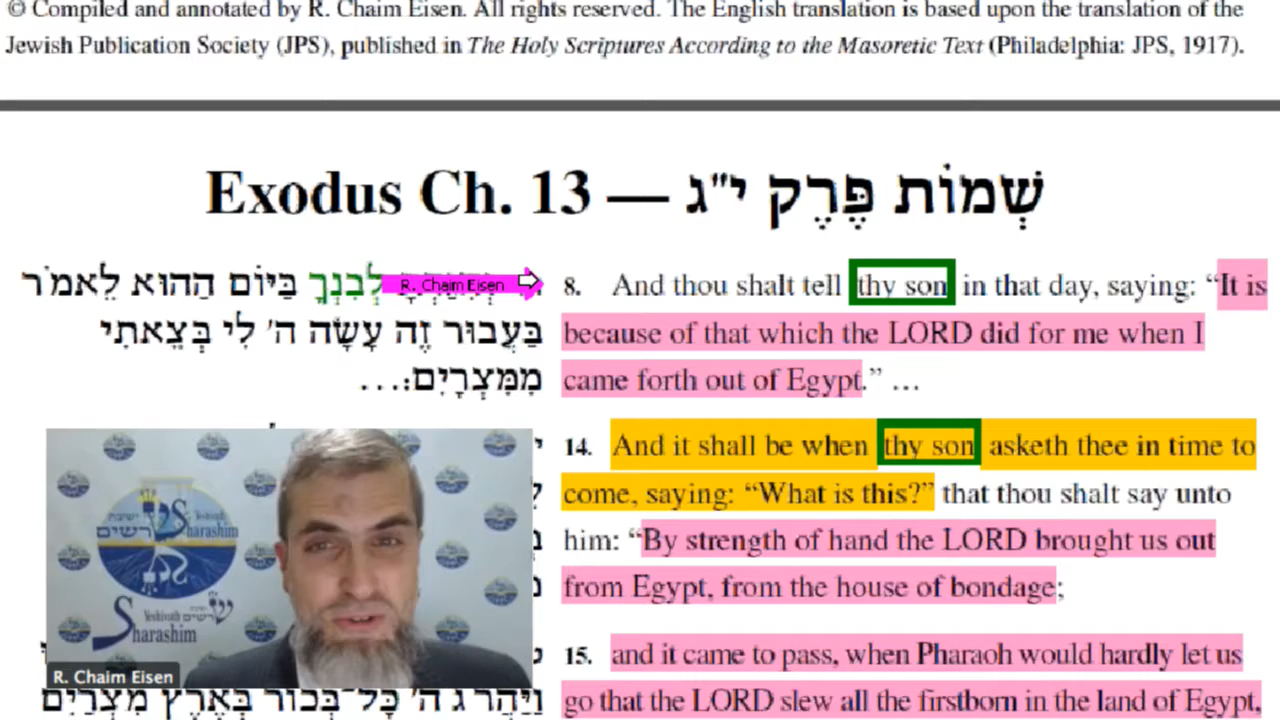 © Compiled and annotated by R. Chaim Eisen. All rights reserved. The English translation is based upon the translation of the
Jewish Publication Society (JPS), published in The Holy Scriptures According to the Masoretic Text (Philadelphia: JPS, 1917).
Exodus Ch. 13 — שְׁמוֹת פֶּרֶק י"ג
לְבִנְךָ בַּיּוֹם הַהוּא לֵאמֹר
R. Chaim Eisen
בַּעֲבוּר זֶה עָשָׂה ה' לִי בְּצֵאתִי
מִמִּצְרָיִם:...
8. And thou shalt tell thy son in that day, saying: “It is
because of that which the LORD did for me when I
came forth out of Egypt.” …
14. And it shall be when thy son asketh thee in time to
come, saying: “What is this?” that thou shalt say unto
him: “By strength of hand the LORD brought us out
from Egypt, from the house of bondage;
15. and it came to pass, when Pharaoh would hardly let us
go that the LORD slew all the firstborn in the land of Egypt,
וַיַּהֲרֹג ה' כָּל־בְּכוֹר בְּאֶרֶץ מִצְרַיִם
Yeshivath
Sharashim
שרשים
Yeshivath
Sharashim
R. Chaim Eisen